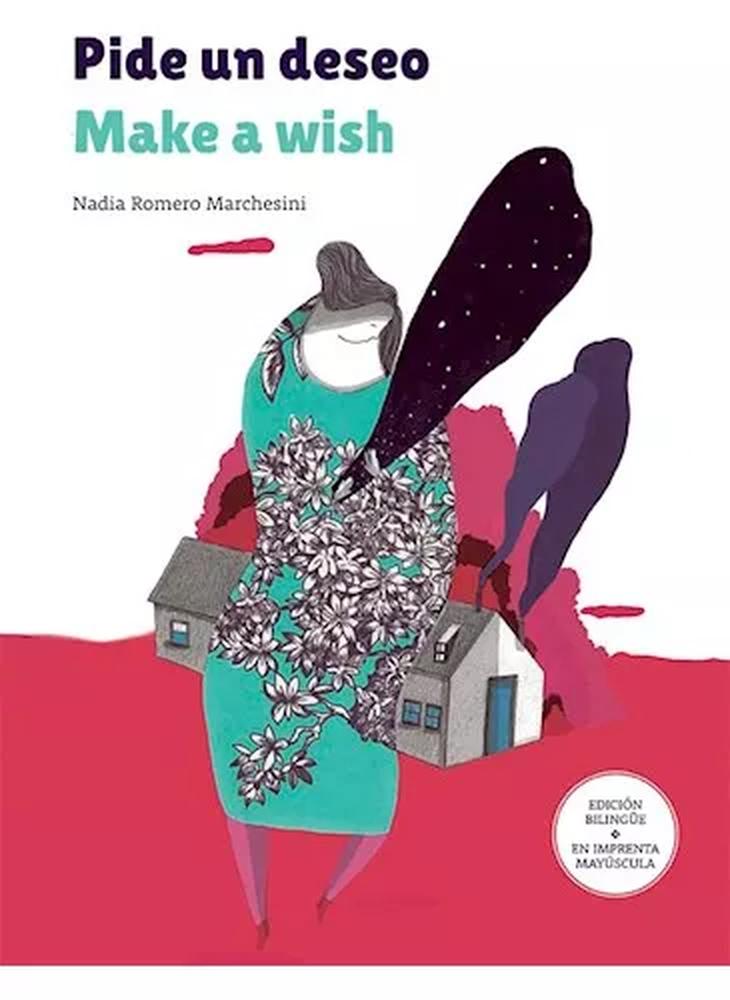 Pide un deseo
Make a wish
Nadia Romero Marchesini
EDICIÓN
BILINGÜE
EN IMPRENTA
MAYÚSCULA